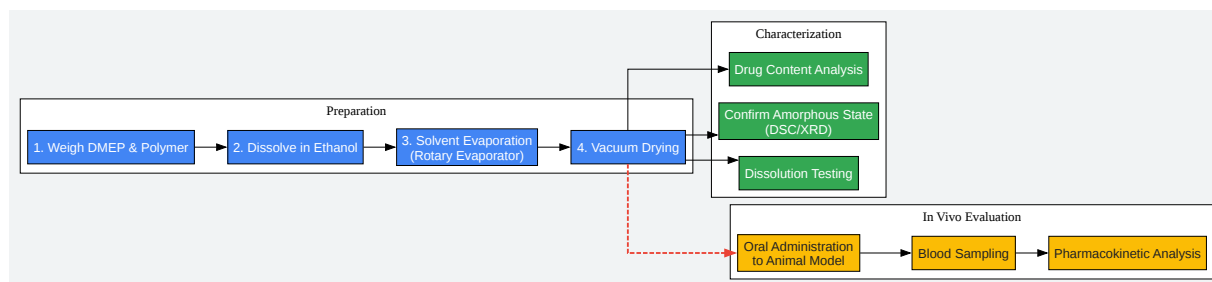 Preparation
1. Weigh DMEP & Polymer
2. Dissolve in Ethanol
3. Solvent Evaporation
(Rotary Evaporator)
4. Vacuum Drying
Characterization
Drug Content Analysis
Confirm Amorphous State
(DSC/XRD)
Dissolution Testing
In Vivo Evaluation
Oral Administration
to Animal Model
Blood Sampling
Pharmacokinetic Analysis